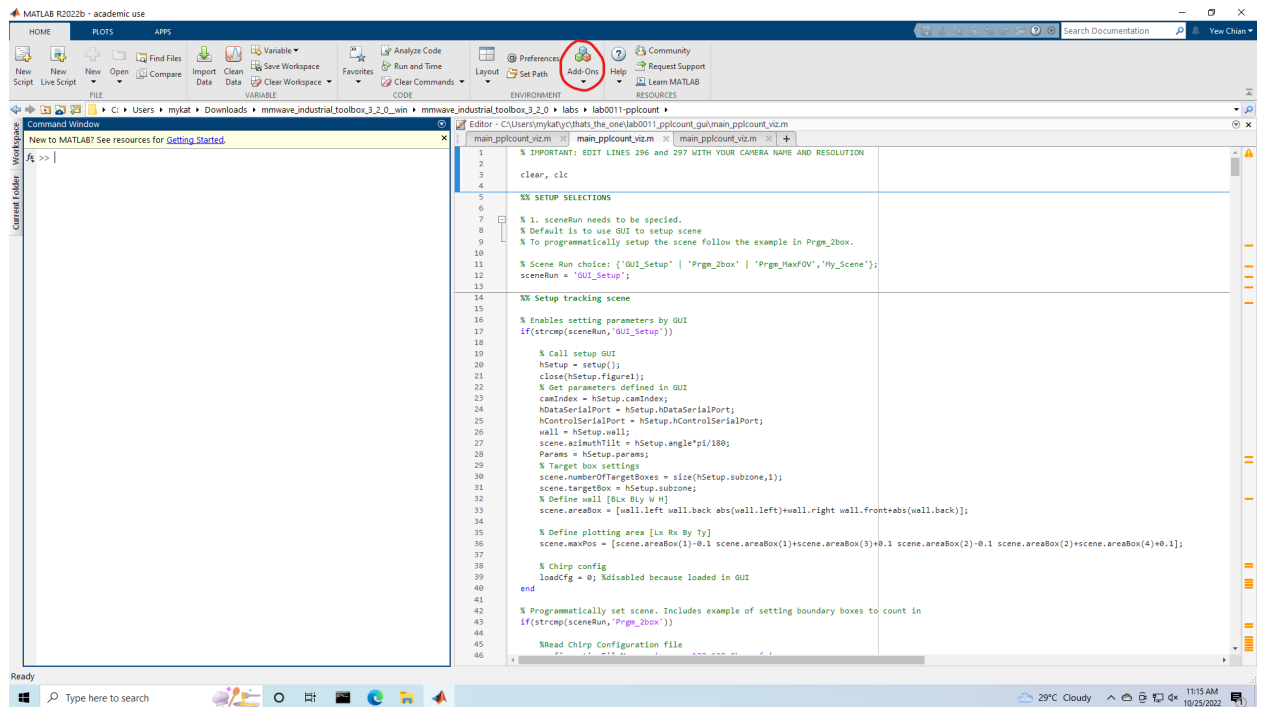 MATLAB R2022b - academic use
HOME PLOTS APPS
Search Documentation
Yew Chian
New Script
New Live Script
New
Open
Find Files
Compare
Import Data
Clean Data
Variable
Save Workspace
Clear Workspace
Favorites
Analyze Code
Run and Time
Clear Commands
Layout
Preferences
Set Path
Add-Ons
Help
Community
Request Support
Learn MATLAB
FILE VARIABLE CODE ENVIRONMENT RESOURCES
C: Users mykat Downloads mmwave_industrial_toolbox_3_2_0__win mmwave_industrial_toolbox_3_2_0 labs lab0011-pplcount
Workspace
Current Folder
Command Window
New to MATLAB? See resources for Getting Started.
fx >>
Editor - C:\Users\mykat\yc\thats_the_one\lab0011_pplcount_gui\main_pplcount_viz.m
main_pplcount_viz.m main_pplcount_viz.m main_pplcount_viz.m
1 % IMPORTANT: EDIT LINES 296 and 297 WITH YOUR CAMERA NAME AND RESOLUTION
2
3 clear, clc
4
5 %% SETUP SELECTIONS
6
7 % 1. sceneRun needs to be specied.
8 % Default is to use GUI to setup scene
9 % To programmatically setup the scene follow the example in Prgm_2box.
10
11 % Scene Run choice: {'GUI_Setup' | 'Prgm_2box' | 'Prgm_MaxFOV','My_Scene'};
12 sceneRun = 'GUI_Setup';
13
14 %% Setup tracking scene
15
16 % Enables setting parameters by GUI
17 if(strcmp(sceneRun,'GUI_Setup'))
18
19 % Call setup GUI
20 hSetup = setup();
21 close(hSetup.figure1);
22 % Get parameters defined in GUI
23 camIndex = hSetup.camIndex;
24 hDataSerialPort = hSetup.hDataSerialPort;
25 hControlSerialPort = hSetup.hControlSerialPort;
26 wall = hSetup.wall;
27 scene.azimuthTilt = hSetup.angle*pi/180;
28 Params = hSetup.params;
29 % Target box settings
30 scene.numberOfTargetBoxes = size(hSetup.subzone,1);
31 scene.targetBox = hSetup.subzone;
32 % Define wall [BLx BLy W H]
33 scene.areaBox = [wall.left wall.back abs(wall.left)+wall.right wall.front+abs(wall.back)];
34
35 % Define plotting area [Lx Rx By Ty]
36 scene.maxPos = [scene.areaBox(1)-0.1 scene.areaBox(1)+scene.areaBox(3)+0.1 scene.areaBox(2)-0.1 scene.areaBox(2)+scene.areaBox(4)+0.1];
37
38 % Chirp config
39 loadCfg = 0; %disabled because loaded in GUI
40 end
41
42 % Programmatically set scene. Includes example of setting boundary boxes to count in
43 if(strcmp(sceneRun,'Prgm_2box'))
44
45 %Read Chirp Configuration file
46
Ready
Type here to search
29°C Cloudy
11:15 AM
10/25/2022